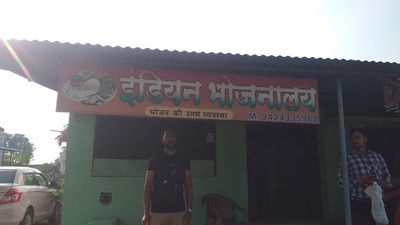 इंडियन भोजनालय
भोजन की उत्तम व्यवस्था
M.9424335982